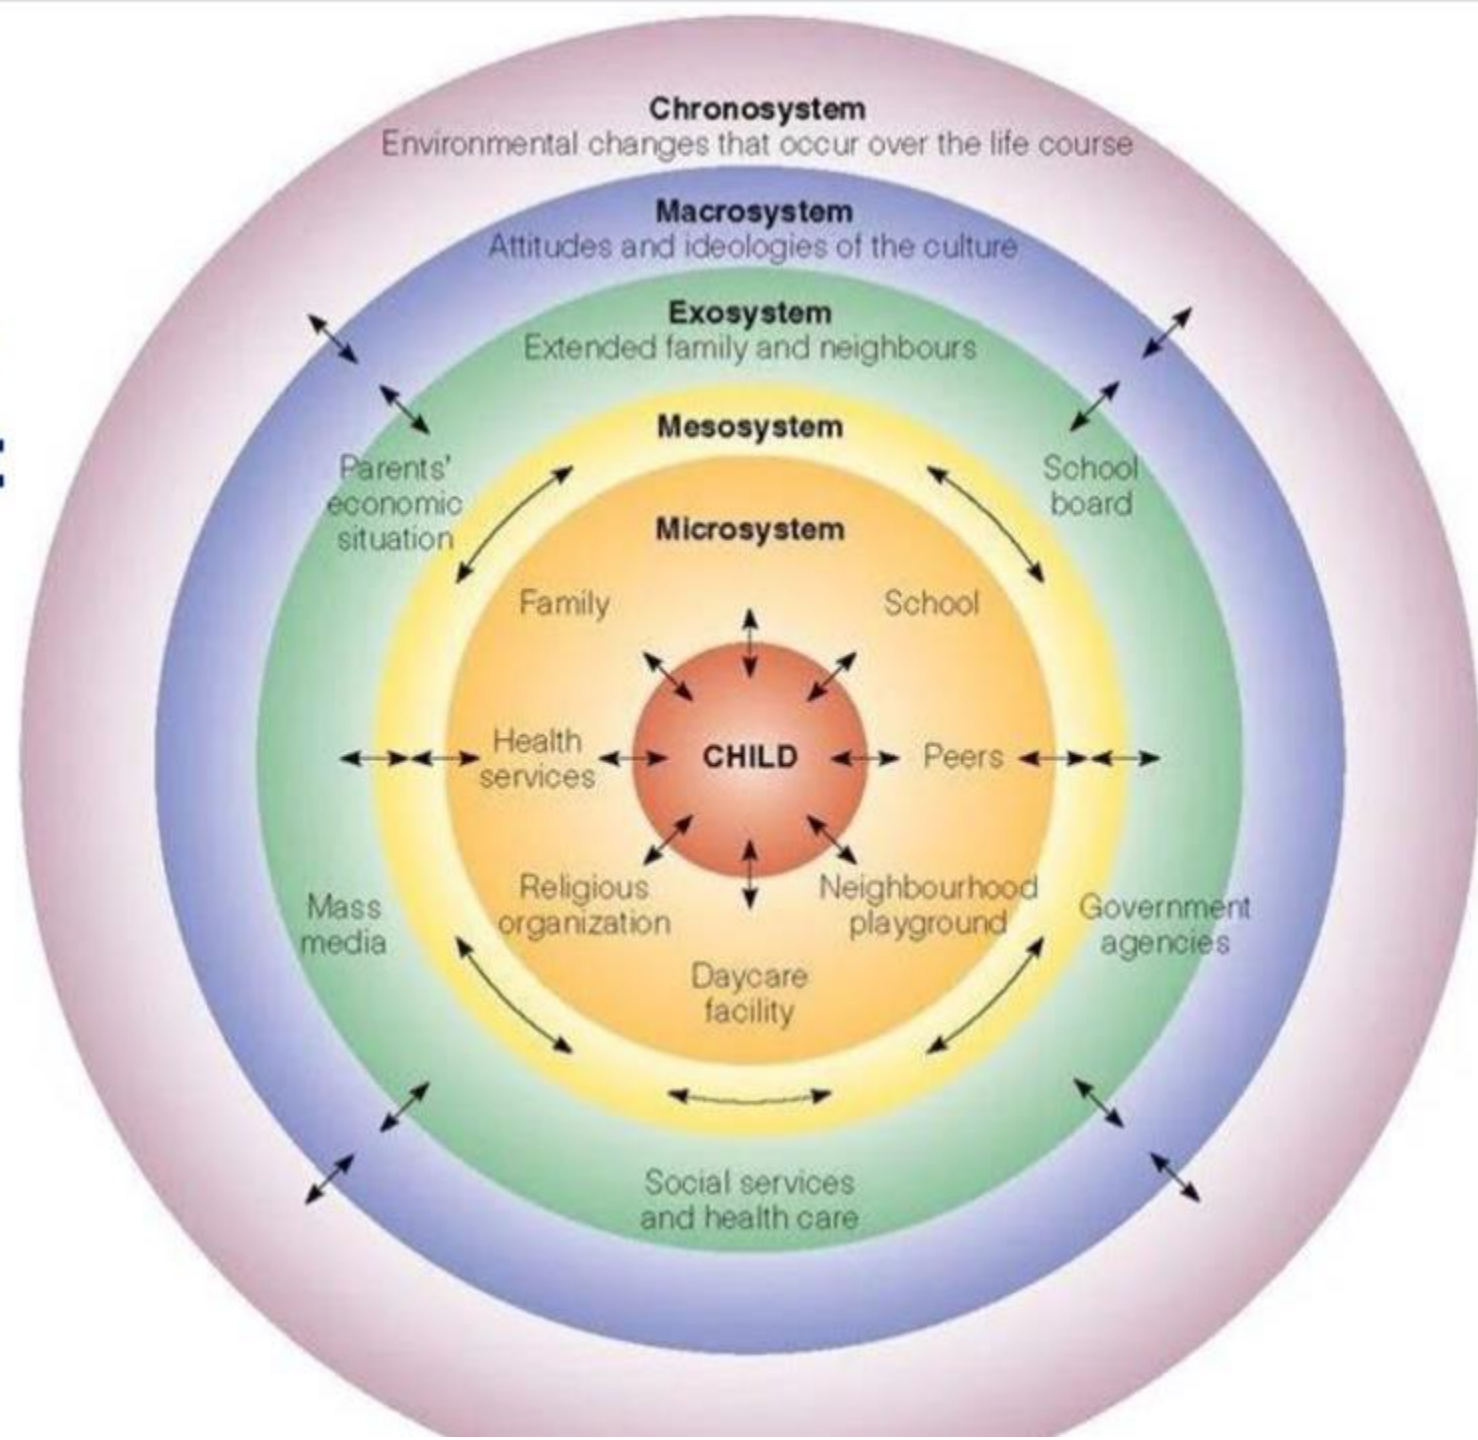 Chronosystem
Environmental changes that occur over the life course
Macrosystem
Attitudes and ideologies of the culture
Exosystem
Extended family and neighbours
Mesosystem
Parents'
economic
situation
School
board
Microsystem
Family
School
Health
services
CHILD
Peers
Religious
organization
Neighbourhood
playground
Mass
media
Government
agencies
Daycare
facility
Social services
and health care